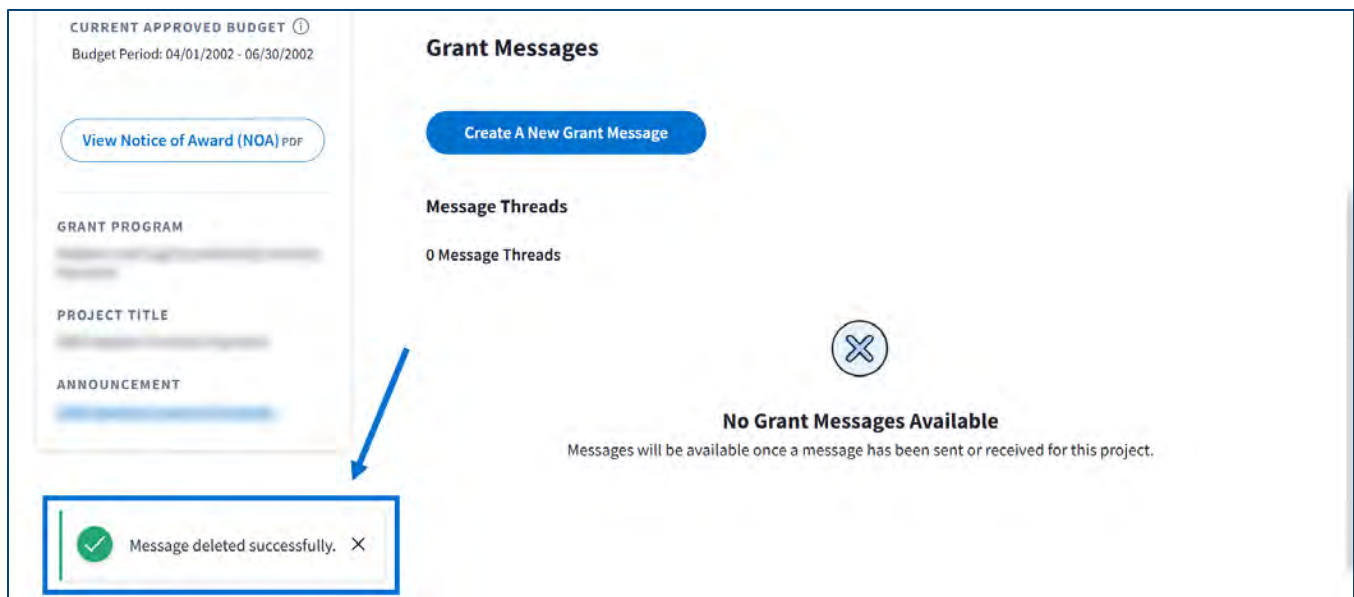 CURRENT APPROVED BUDGET
Budget Period: 04/01/2002 - 06/30/2002
View Notice of Award (NOA) PDF
GRANT PROGRAM
PROJECT TITLE
ANNOUNCEMENT
Message deleted successfully.
Grant Messages
Create A New Grant Message
Message Threads
0 Message Threads
No Grant Messages Available
Messages will be available once a message has been sent or received for this project.